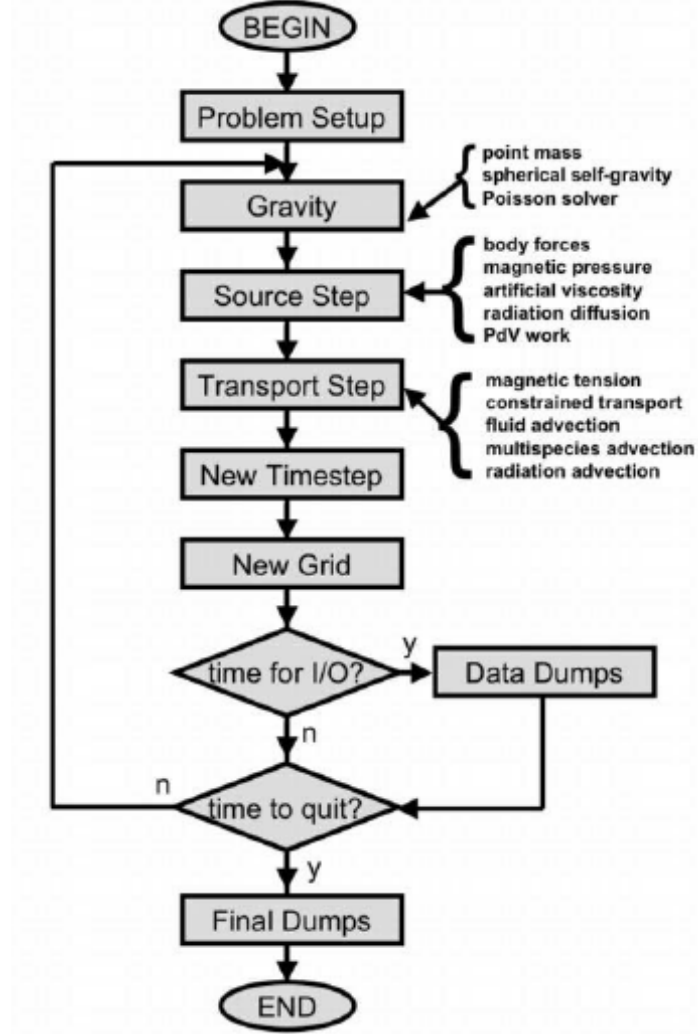 BEGIN
Problem Setup
point mass
spherical self-gravity
Poisson solver
Gravity
body forces
magnetic pressure
artificial viscosity
radiation diffusion
PdV work
Source Step
magnetic tension
constrained transport
fluid advection
multispecies advection
radiation advection
Transport Step
New Timestep
New Grid
time for I/O?
y
Data Dumps
n
time to quit?
n
y
Final Dumps
END